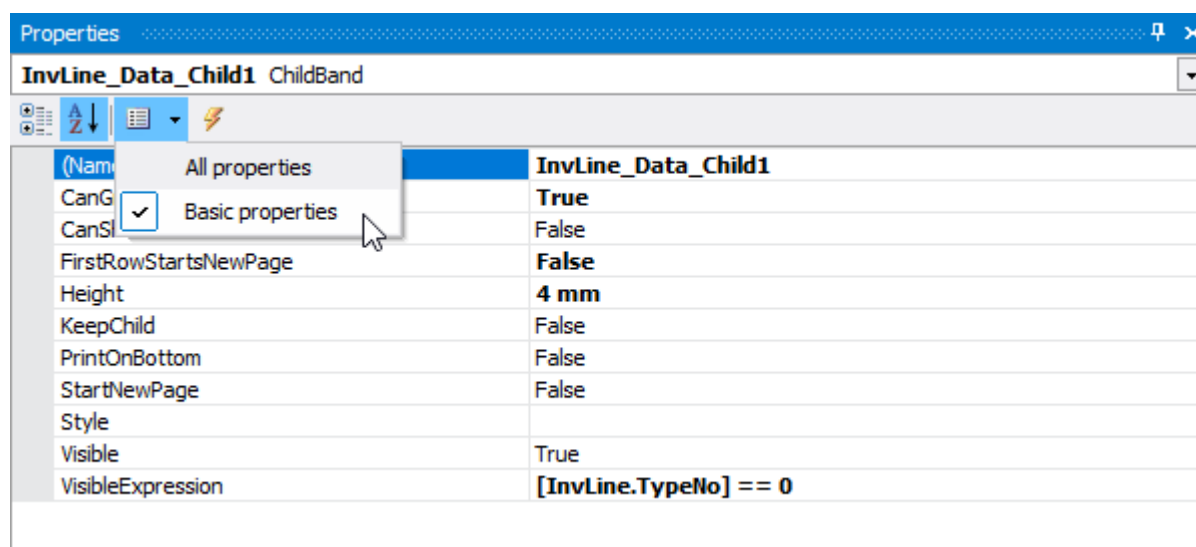 Properties
InvLine_Data_Child1 ChildBand
All properties
Basic properties
(Nam InvLine_Data_Child1
CanG True
CanS False
FirstRowStartsNewPage False
Height 4 mm
KeepChild False
PrintOnBottom False
StartNewPage False
Style
Visible True
VisibleExpression [InvLine.TypeNo] == 0